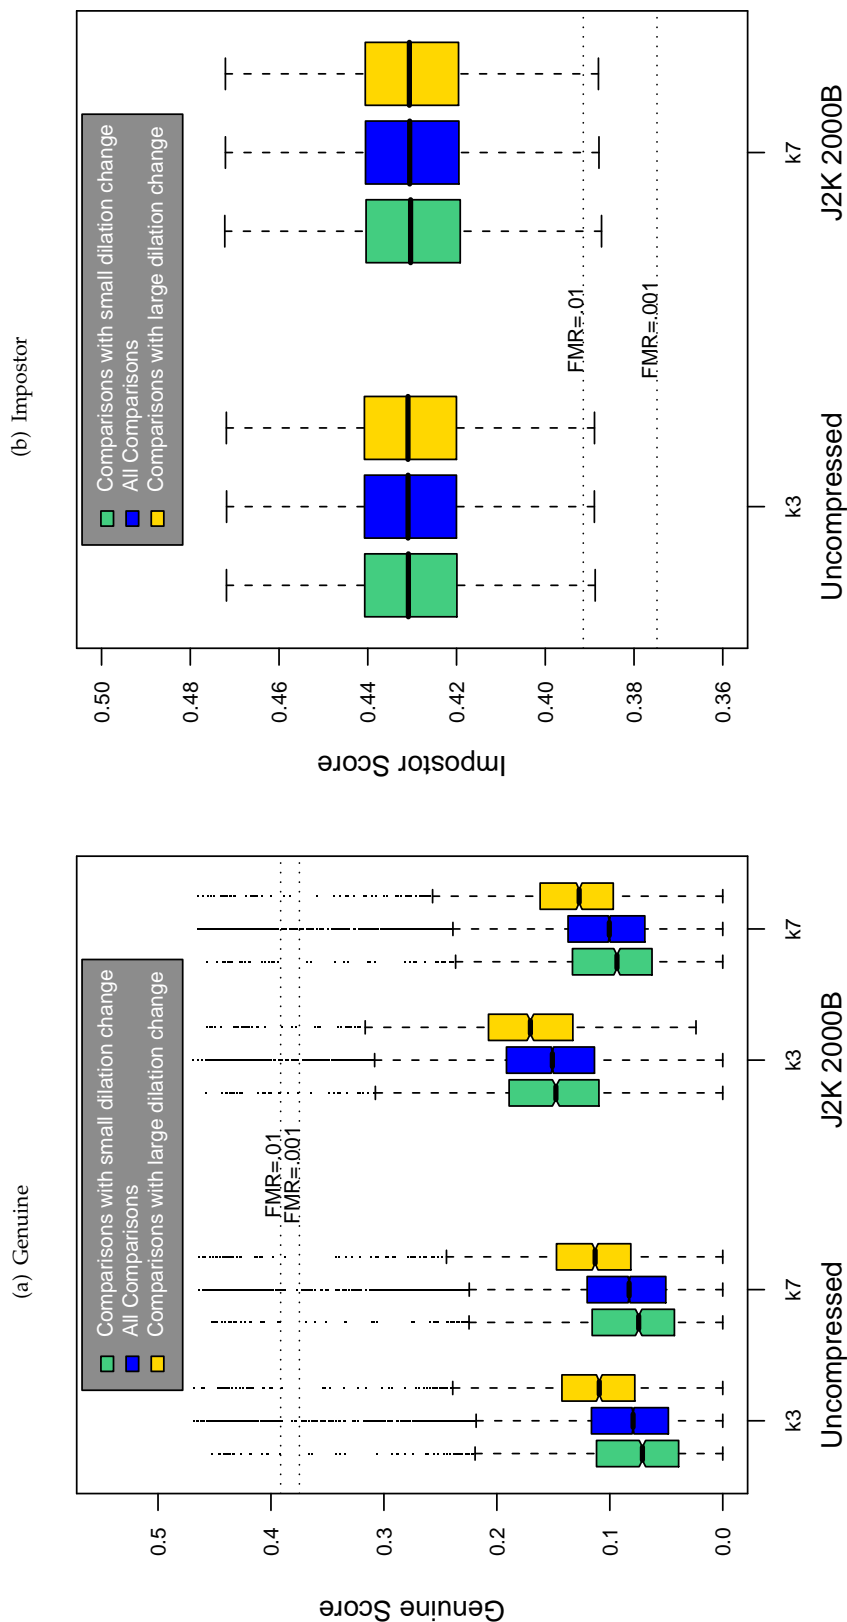 (a) Genuine
Comparisons with small dilation change
All Comparisons
Comparisons with large dilation change
Genuine Score
0.5
0.4
0.3
0.2
0.1
0.0
FMR=.01
FMR=.001
k3
k7
k3
k7
Uncompressed
J2K 2000B
(b) Impostor
Comparisons with small dilation change
All Comparisons
Comparisons with large dilation change
Impostor Score
0.50
0.48
0.46
0.44
0.42
0.40
0.38
0.36
FMR=.01
FMR=.001
k3
k7
Uncompressed
J2K 2000B